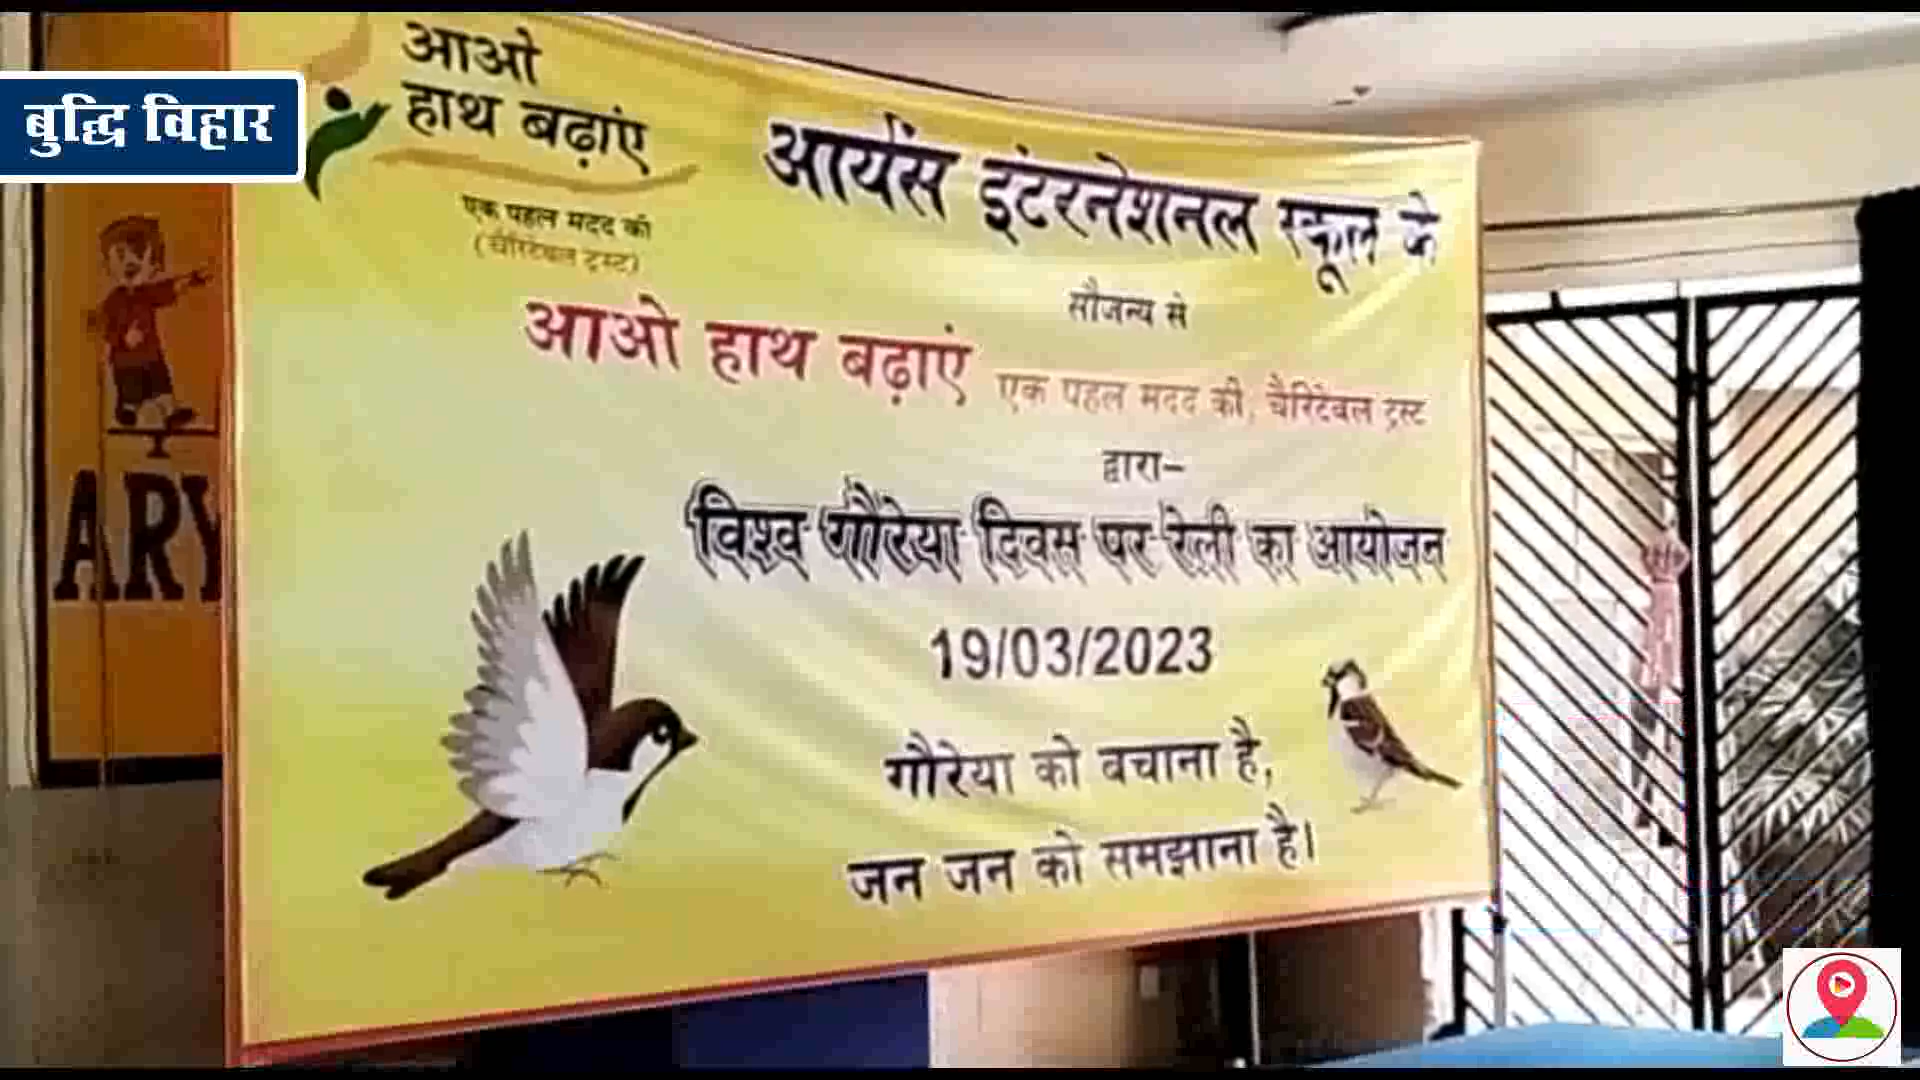 बुद्धि विहार
आओ
हाथ बढ़ाएं
एक पहल मदद की
(चैरिटेबल ट्रस्ट)
आर्यंस इंटरनेशनल स्कूल के
सौजन्य से
आओ हाथ बढ़ाएं एक पहल मदद की, चैरिटेबल ट्रस्ट
द्वारा-
विश्व गौरेया दिवस पर रेली का आयोजन
19/03/2023
गौरेया को बचाना है,
जन जन को समझाना है।
ARY